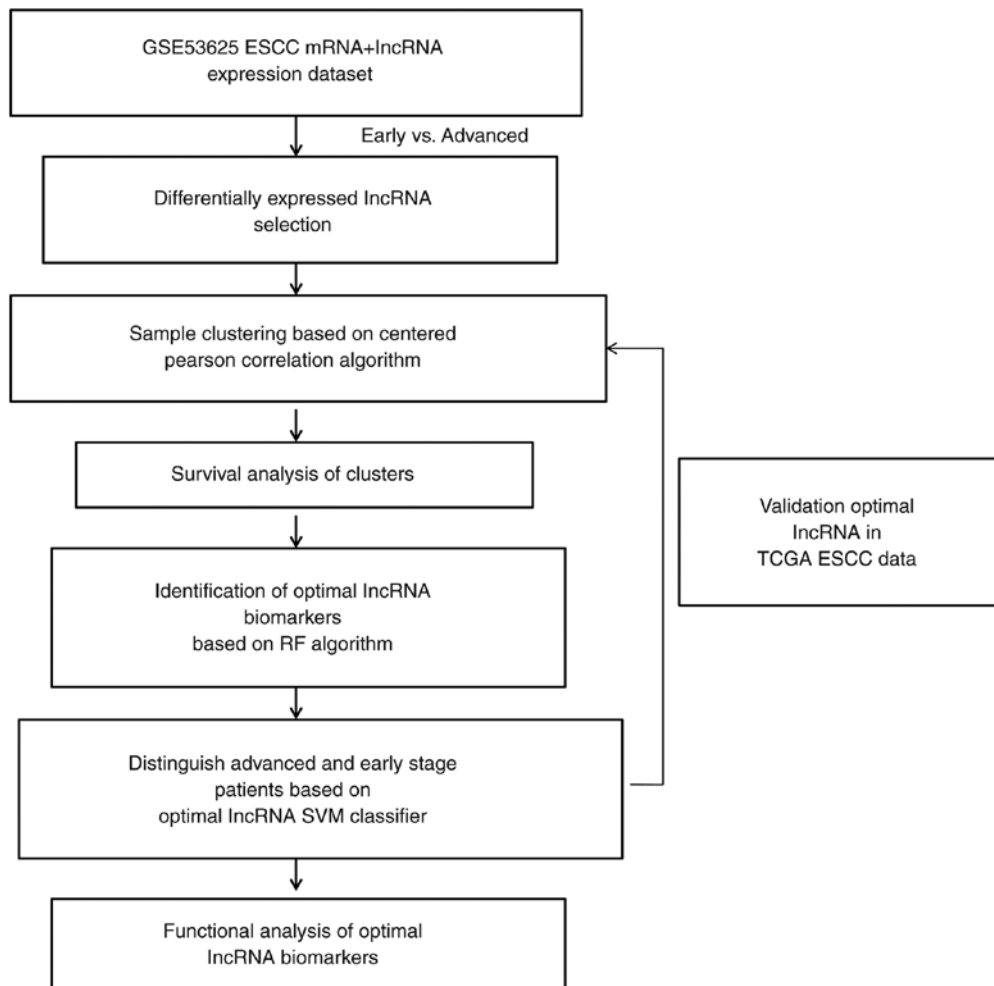 GSE53625 ESCC mRNA+lncRNA
expression dataset
Early vs. Advanced
Differentially expressed lncRNA
selection
Sample clustering based on centered
pearson correlation algorithm
Survival analysis of clusters
Identification of optimal lncRNA
biomarkers
based on RF algorithm
Distinguish advanced and early stage
patients based on
optimal lncRNA SVM classifier
Functional analysis of optimal
lncRNA biomarkers
Validation optimal
lncRNA in
TCGA ESCC data